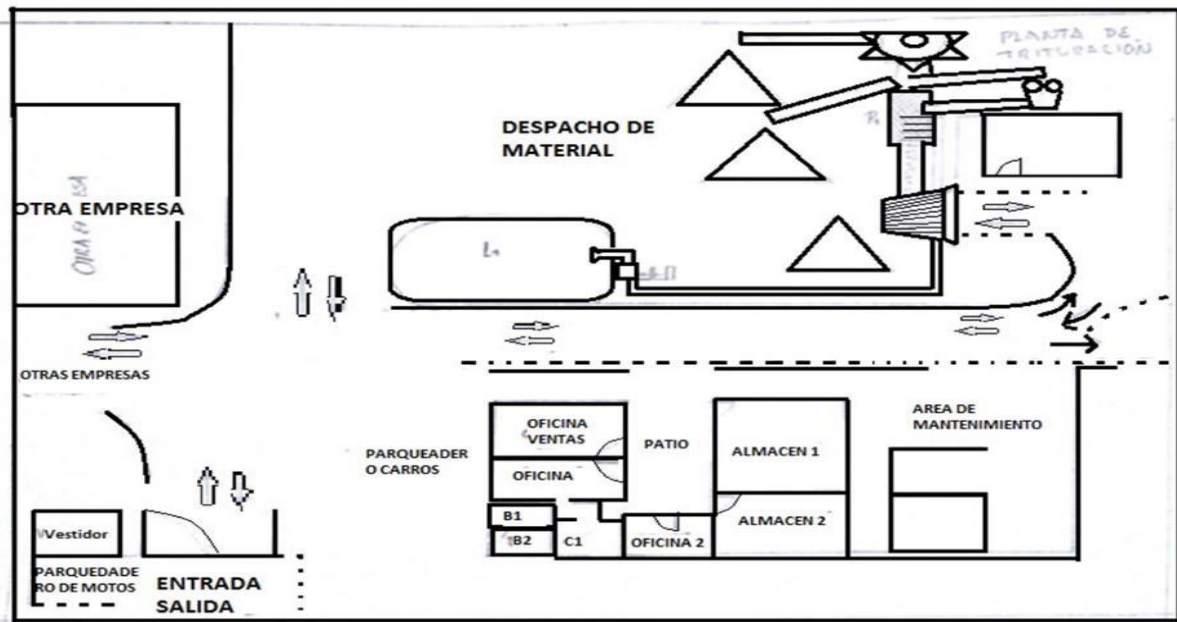 PLANTA DE
TRITURACIÓN
DESPACHO DE
MATERIAL
OTRA EMPRESA
OTRAS EMPRESAS
OFICINA
VENTAS
OFICINA
PARQUEADER
O CARROS
PATIO
ALMACEN 1
ALMACEN 2
AREA DE
MANTENIMIENTO
B1
B2
C1
OFICINA 2
Vestidor
PARQUEDADE
RO DE MOTOS
ENTRADA
SALIDA